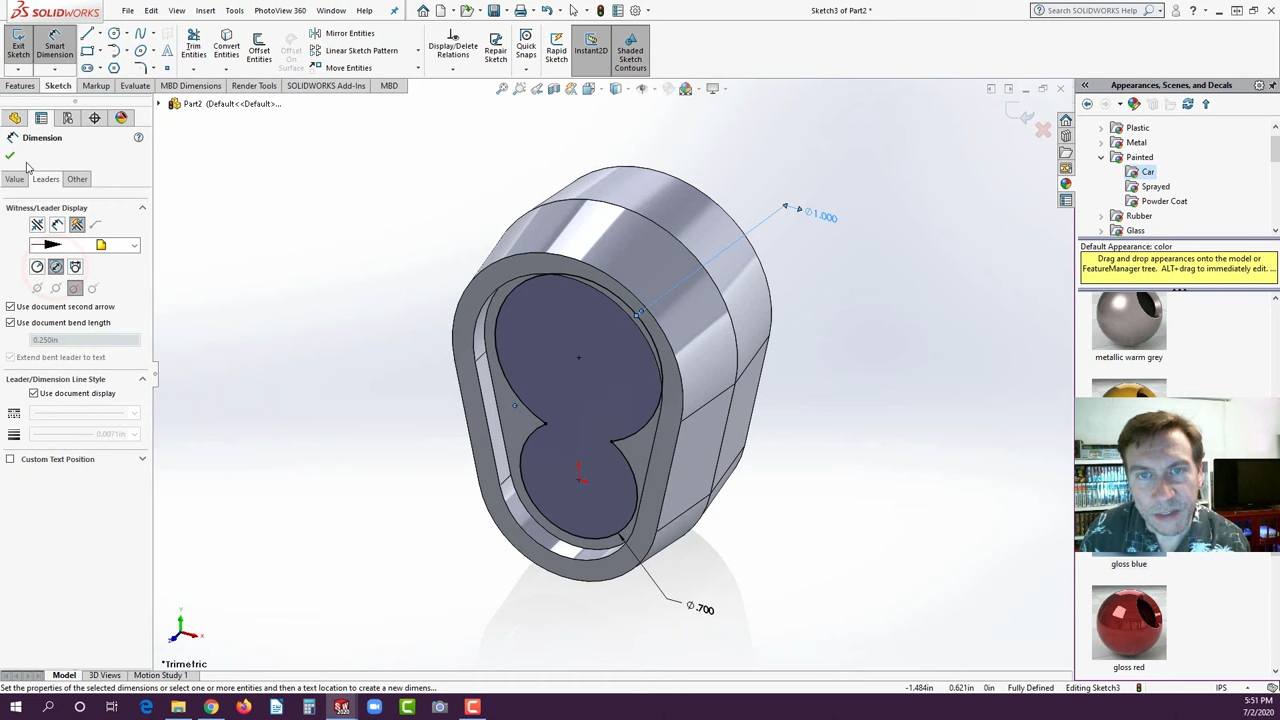 SOLIDWORKS
File Edit View Insert Tools PhotoView 360 Window Help
Sketch3 of Part2 *
Search SOLIDWORKS Help
Exit Sketch
Smart Dimension
Trim Entities
Convert Entities
Offset Entities
Offset On Surface
Mirror Entities
Linear Sketch Pattern
Move Entities
Display/Delete Relations
Repair Sketch
Quick Snaps
Rapid Sketch
Instant2D
Shaded Sketch Contours
Features Sketch Markup Evaluate MBD Dimensions Render Tools SOLIDWORKS Add-Ins MBD
Part2 (Default<<Default>...
Dimension
Value Leaders Other
Witness/Leader Display
Use document second arrow
Use document bend length
0.250in
Extend bent leader to text
Leader/Dimension Line Style
Use document display
0.0071in
Custom Text Position
Ø1.000
Ø.700
Y
X
*Trimetric
Appearances, Scenes, and Decals
Plastic
Metal
Painted
Car
Sprayed
Powder Coat
Rubber
Glass
Default Appearance: color
Drag and drop appearances onto the model or FeatureManager tree. ALT+drag to immediately edit. ...
metallic warm grey
gloss blue
gloss red
Model 3D Views Motion Study 1
Set the properties of the selected dimensions or select one or more entities and then a text location to create a new dimens...
-1.484in 0.621in 0in Fully Defined Editing Sketch3 IPS
5:51 PM
7/2/2020